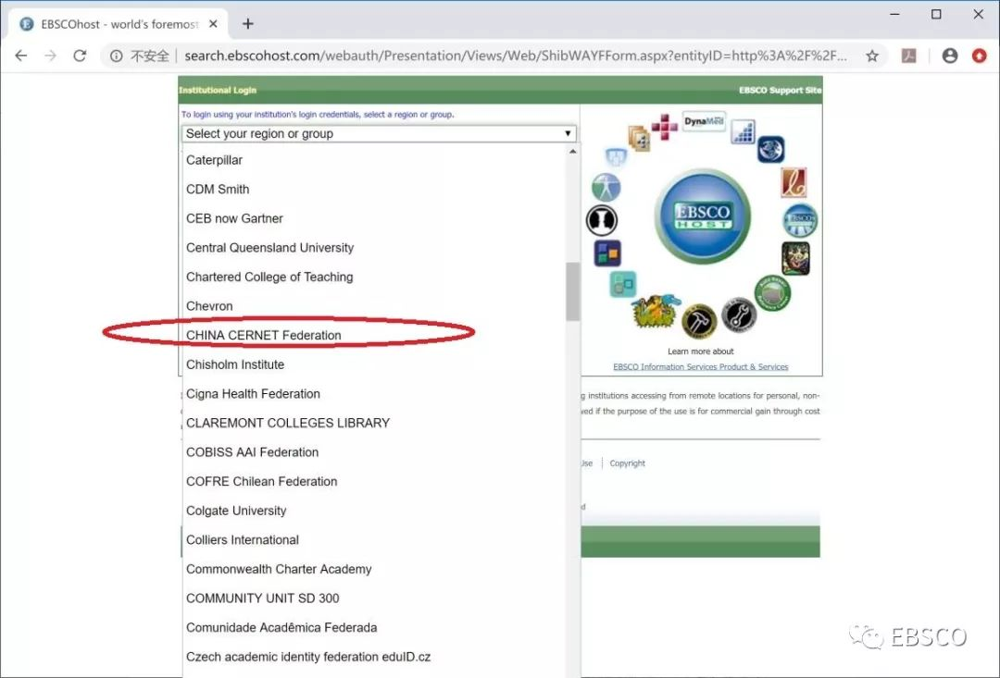 EBSCOhost - world's foremost
不安全
search.ebscohost.com/webauth/Presentation/Views/Web/ShibWAYFForm.aspx?entityID=http%3A%2F%2F...
Institutional Login
EBSCO Support Site
To login using your institution's login credentials, select a region or group.
Select your region or group
Caterpillar
CDM Smith
CEB now Gartner
Central Queensland University
Chartered College of Teaching
Chevron
CHINA CERNET Federation
Chisholm Institute
Cigna Health Federation
CLAREMONT COLLEGES LIBRARY
COBISS AAI Federation
COFRE Chilean Federation
Colgate University
Colliers International
Commonwealth Charter Academy
COMMUNITY UNIT SD 300
Comunidade Acadêmica Federada
Czech academic identity federation eduID.cz
DynaMed
EBSCO
HOST
EBSCO
Learn more about
EBSCO Information Services Product & Services
g institutions accessing from remote locations for personal, non-
ved if the purpose of the use is for commercial gain through cost
Use
Copyright
d
EBSCO